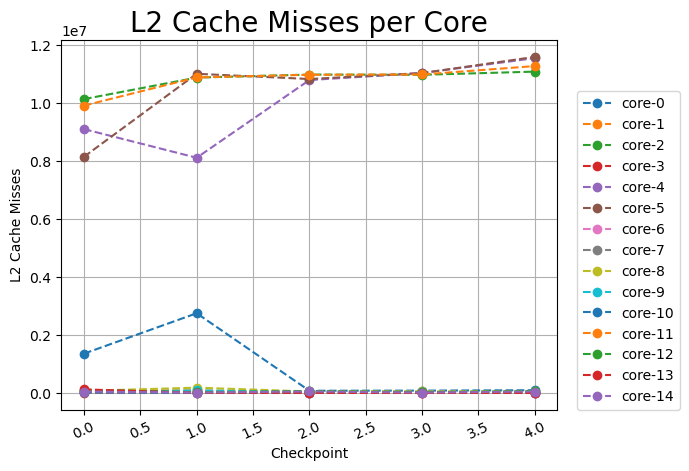 L2 Cache Misses per Core
1e7
1.2
1.0
0.8
0.6
0.4
0.2
0.0
L2 Cache Misses
0.0 0.5 1.0 1.5 2.0 2.5 3.0 3.5 4.0
Checkpoint
core-0
core-1
core-2
core-3
core-4
core-5
core-6
core-7
core-8
core-9
core-10
core-11
core-12
core-13
core-14